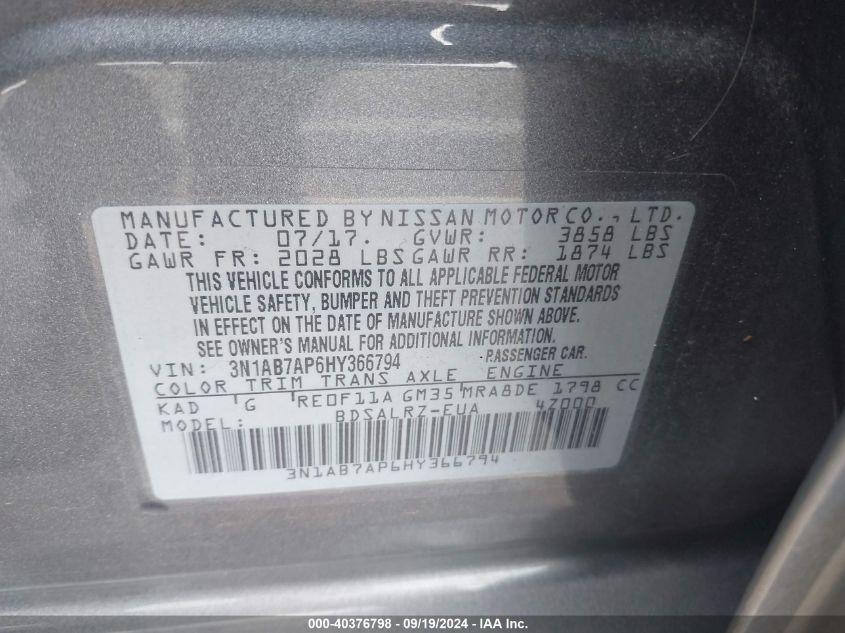 MANUFACTURED BY NISSAN MOTOR CO., LTD.
DATE: 07/17. GVWR: 3858 LBS
GAWR FR: 2028 LBS GAWR RR: 1874 LBS
THIS VEHICLE CONFORMS TO ALL APPLICABLE FEDERAL MOTOR
VEHICLE SAFETY, BUMPER AND THEFT PREVENTION STANDARDS
IN EFFECT ON THE DATE OF MANUFACTURE SHOWN ABOVE.
SEE OWNER'S MANUAL FOR ADDITIONAL INFORMATION.
VIN: 3N1AB7AP6HY366794 PASSENGER CAR.
COLOR TRIM TRANS AXLE ENGINE
KAD G RE0F11A GM35 MRA8DE 1798 CC
MODEL: BDSALRZ-EUA 47000
3N1AB7AP6HY366794
000-40376798 - 09/19/2024 - IAA Inc.